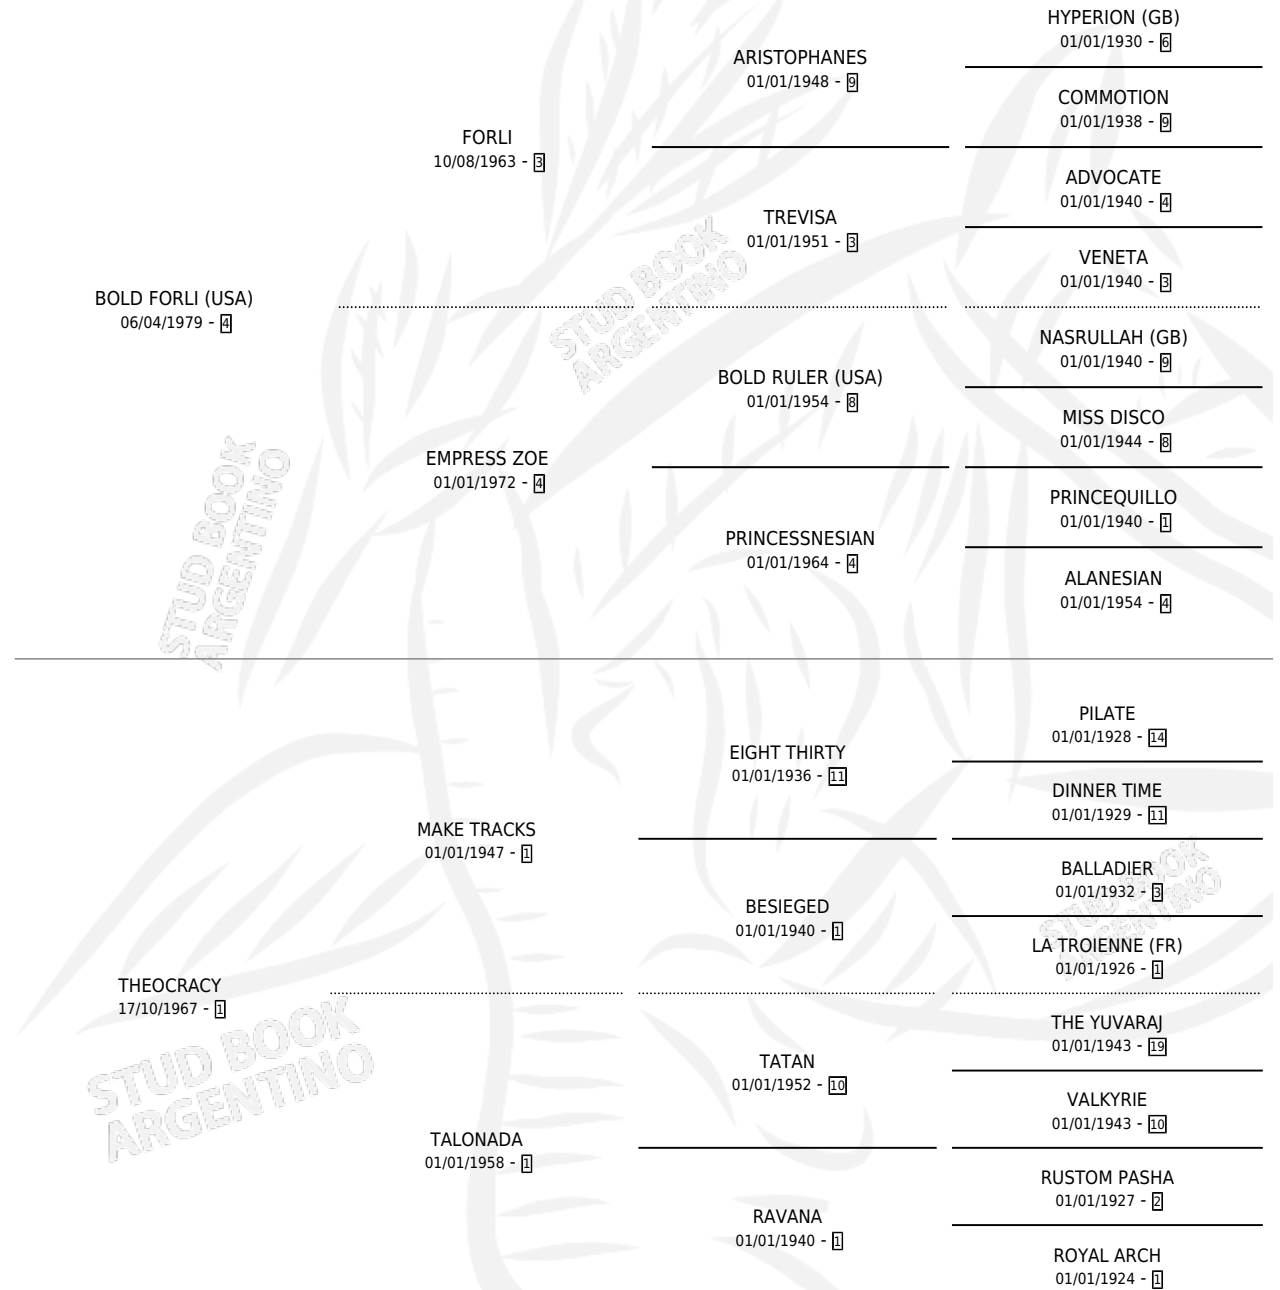 HYPERION (GB)
01/01/1930 - 6
ARISTOPHANES
01/01/1948 - 9
COMMOTION
01/01/1938 - 9
FORLI
10/08/1963 - 3
ADVOCATE
01/01/1940 - 4
TREVISA
01/01/1951 - 3
VENETA
01/01/1940 - 3
BOLD FORLI (USA)
06/04/1979 - 4
NASRULLAH (GB)
01/01/1940 - 9
BOLD RULER (USA)
01/01/1954 - 8
MISS DISCO
01/01/1944 - 8
EMPRESS ZOE
01/01/1972 - 4
PRINCEQUILLO
01/01/1940 - 1
PRINCESSNESIAN
01/01/1964 - 4
ALANESIAN
01/01/1954 - 4
PILATE
01/01/1928 - 14
EIGHT THIRTY
01/01/1936 - 11
DINNER TIME
01/01/1929 - 11
MAKE TRACKS
01/01/1947 - 1
BALLADIER
01/01/1932 - 3
BESIEGED
01/01/1940 - 1
LA TROIENNE (FR)
01/01/1926 - 1
THEOCRACY
17/10/1967 - 1
THE YUVARAJ
01/01/1943 - 19
TATAN
01/01/1952 - 10
VALKYRIE
01/01/1943 - 10
TALONADA
01/01/1958 - 1
RUSTOM PASHA
01/01/1927 - 2
RAVANA
01/01/1940 - 1
ROYAL ARCH
01/01/1924 - 1
STUD BOOK
ARGENTINO
STUD BOOK
ARGENTINO
STUD BOOK
ARGENTINO
STUD BOOK
ARGENTINO